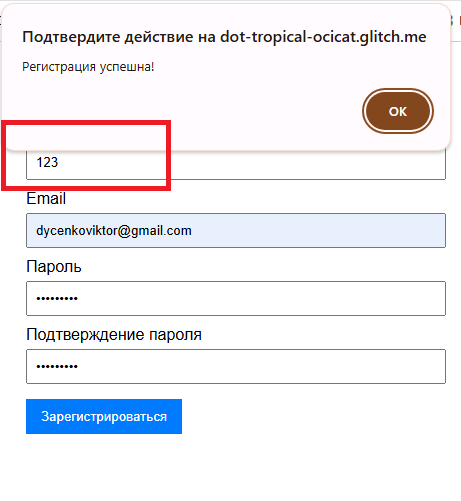 Подтвердите действие на dot-tropical-ocicat.glitch.me
Регистрация успешна!
ОК
123
Email
dycenkoviktor@gmail.com
Пароль
•••••••••
Подтверждение пароля
•••••••••
Зарегистрироваться